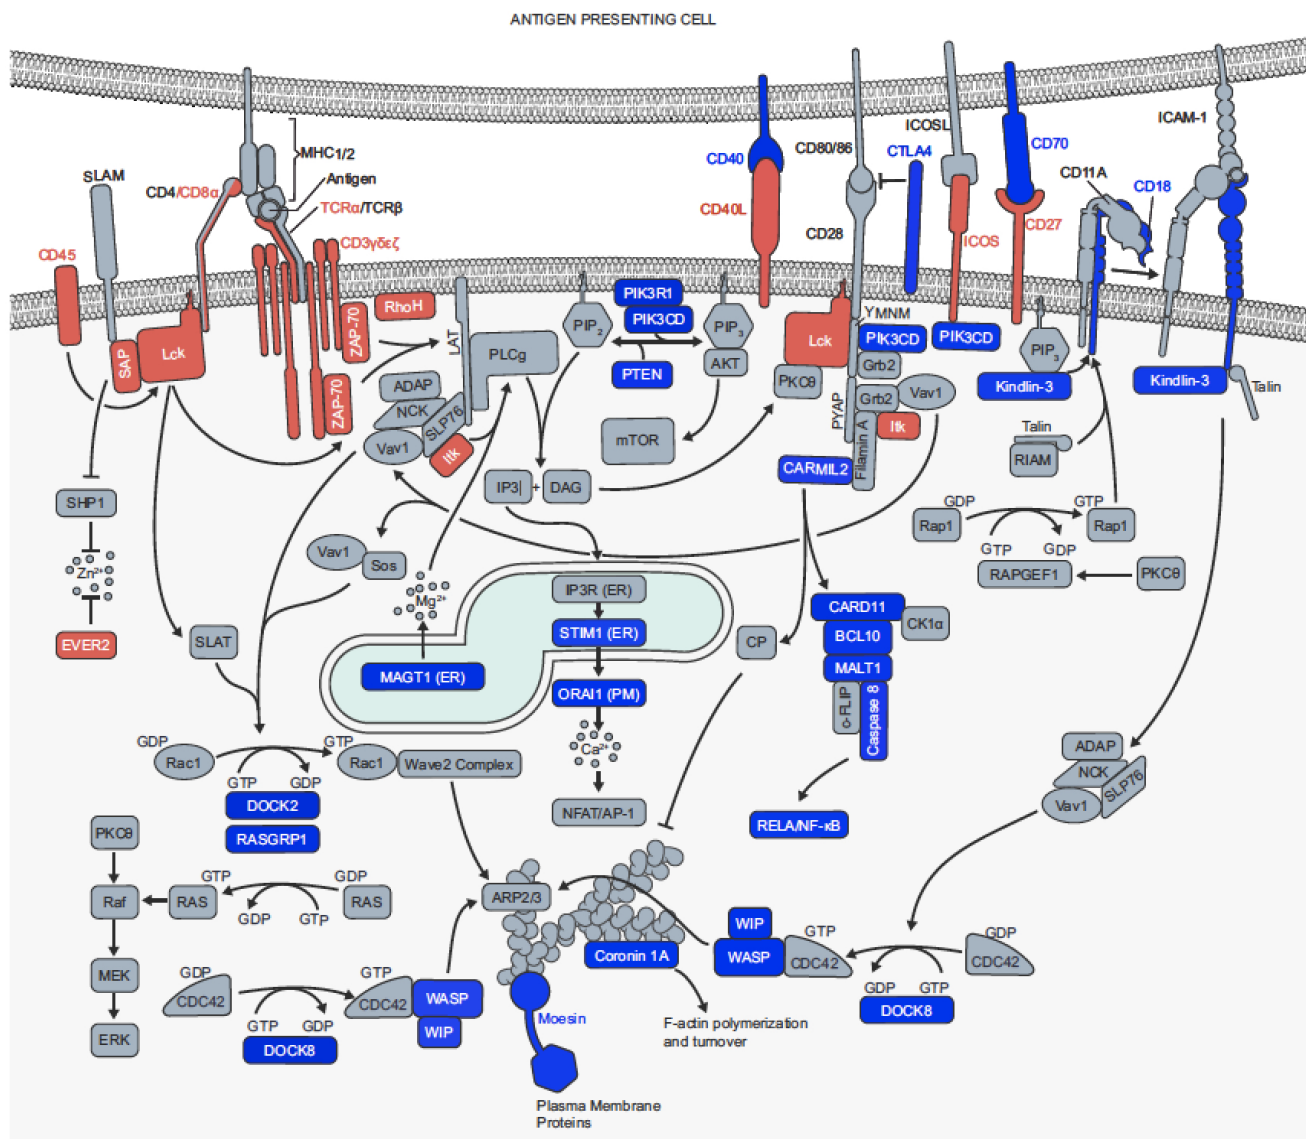 ANTIGEN PRESENTING CELL
MHC1/2
SLAM
CD4/CD8α
Antigen
TCRα/TCRβ
CD45
CD3γδεζ
CD40
CD40L
CD80/86
CTLA4
ICOSL
CD28
ICOS
CD70
CD27
CD11A
CD18
ICAM-1
SAP
Lck
ZAP-70
ZAP-70
RhoH
LAT
PLCg
ADAP
NCK
SLP76
Vav1
Itk
PIP2
PIK3R1
PIK3CD
PTEN
PIP3
AKT
mTOR
Lck
PKCθ
YMNM
PIK3CD
Grb2
PYAP
Grb2
Vav1
Itk
Filamin A
CARMIL2
PIK3CD
PIP3
Kindlin-3
Kindlin-3
Talin
Talin
RIAM
IP3| + DAG
SHP1
Zn2+
EVER2
Vav1
Sos
Mg2+
SLAT
MAGT1 (ER)
IP3R (ER)
STIM1 (ER)
ORAI1 (PM)
Ca2+
NFAT/AP-1
CP
CARD11
CK1α
BCL10
MALT1
c-FLIP
Caspase 8
RELA/NF-κB
GDP
Rap1
GTP
Rap1
GTP
GDP
RAPGEF1
PKCθ
GDP
Rac1
GTP
Rac1
Wave2 Complex
GTP
GDP
DOCK2
RASGRP1
ADAP
NCK
SLP76
Vav1
PKCθ
Raf
MEK
ERK
GTP
RAS
GDP
RAS
GDP
GTP
ARP2/3
Coronin 1A
Moesin
Plasma Membrane
Proteins
F-actin polymerization
and turnover
GDP
CDC42
GTP
CDC42
WASP
WIP
GTP
GDP
DOCK8
WIP
WASP
GTP
CDC42
GDP
CDC42
GDP
GTP
DOCK8